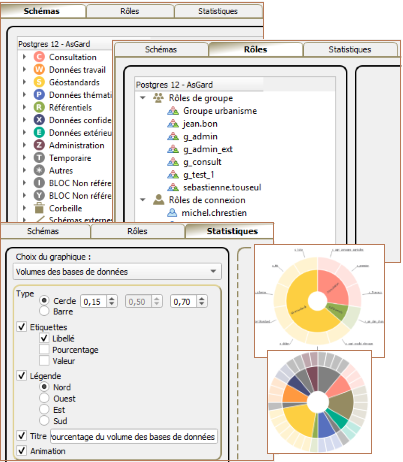 Schémas Rôles Statistiques
Postgres 12 - AsGard
Consultation
Données travail
Géostandards
Données thémati
Référentiels
Données confide
Données extérieu
Administration
Temporaire
Autres
BLOC Non référe
BLOC Non référe
Corbeille
Schémas externes
Schémas Rôles Statistiques
Postgres 12 - AsGard
Rôles de groupe
Groupe urbanisme
jean.bon
g_admin
g_admin_ext
g_consult
g_test_1
sebastienne.touseul
Rôles de connexion
michel.chrestien
Schémas Rôles Statistiques
Choix du graphique :
Volumes des bases de données
Type
Cercle 0,15 0,50 0,70
Barre
Etiquettes
Libellé
Pourcentage
Valeur
Légende
Nord
Ouest
Est
Sud
Titre ourcentage du volume des bases de données
Animation